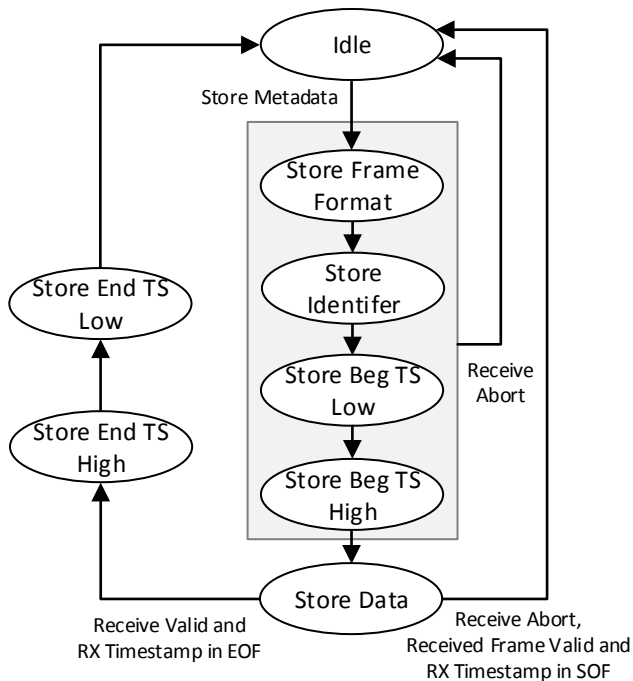 Idle
Store Metadata
Store Frame
Format
Store
Identifer
Store Beg TS
Low
Store Beg TS
High
Receive
Abort
Store End TS
Low
Store End TS
High
Store Data
Receive Valid and
RX Timestamp in EOF
Receive Abort,
Received Frame Valid and
RX Timestamp in SOF